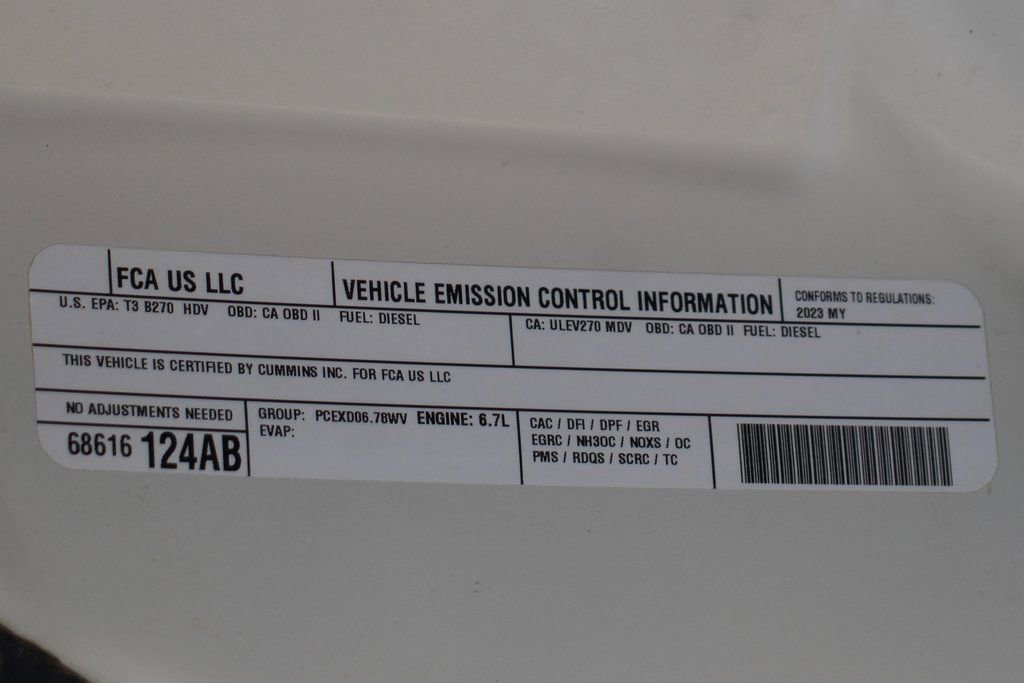 FCA US LLC
VEHICLE EMISSION CONTROL INFORMATION
CONFORMS TO REGULATIONS:
2023 MY
U.S. EPA: T3 B270 HDV OBD: CA OBD II FUEL: DIESEL
CA: ULEV270 MDV OBD: CA OBD II FUEL: DIESEL
THIS VEHICLE IS CERTIFIED BY CUMMINS INC. FOR FCA US LLC
NO ADJUSTMENTS NEEDED
68616 124AB
GROUP: PCEXD06.78WV ENGINE: 6.7L
EVAP:
CAC / DFI / DPF / EGR
EGRC / NH3OC / NOXS / OC
PMS / RDQS / SCRC / TC